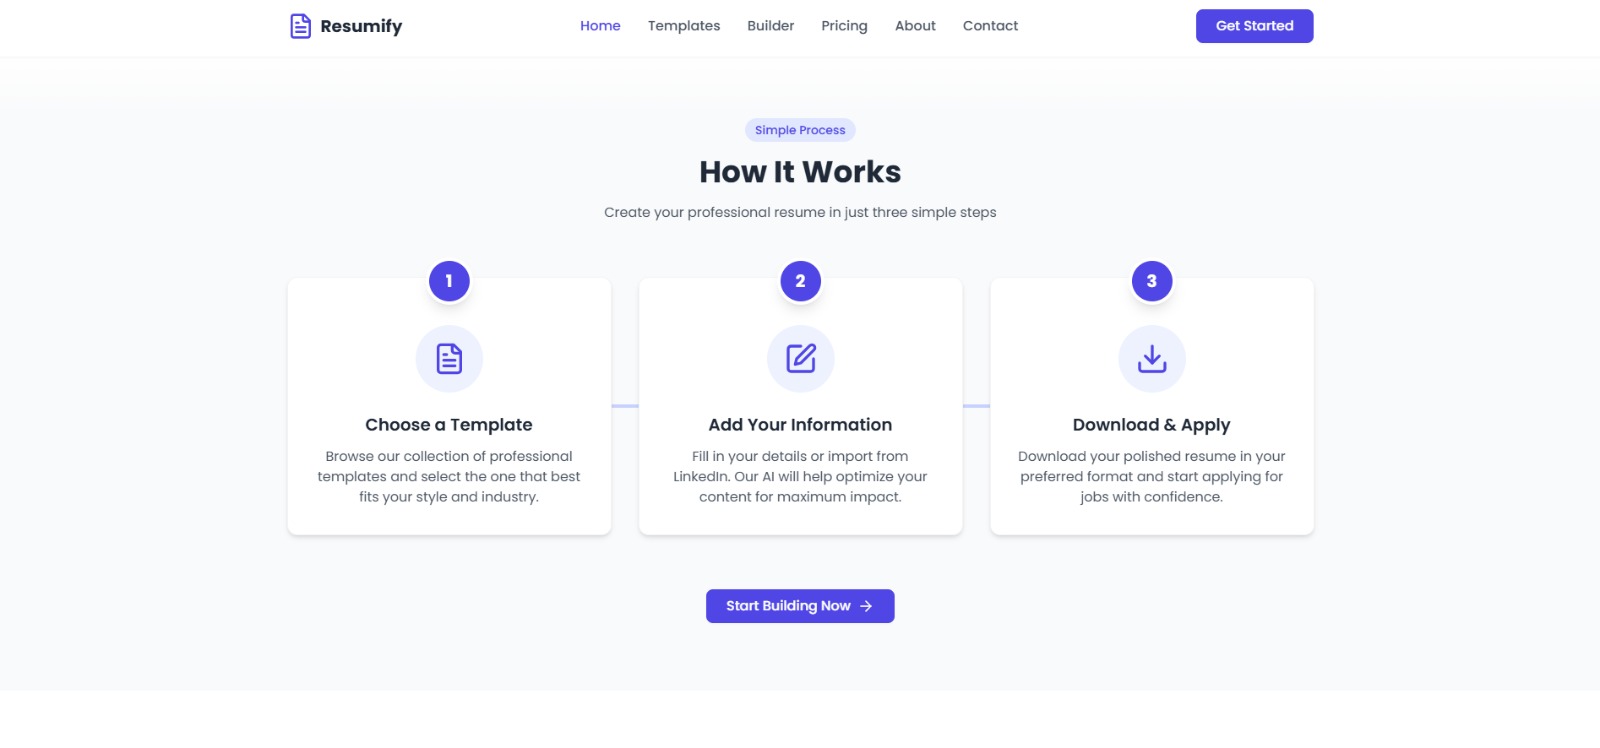 Resumify
Home
Templates
Builder
Pricing
About
Contact
Get Started
Simple Process
How It Works
Create your professional resume in just three simple steps
1
Choose a Template
Browse our collection of professional
templates and select the one that best
fits your style and industry.
2
Add Your Information
Fill in your details or import from
LinkedIn. Our AI will help optimize your
content for maximum impact.
3
Download & Apply
Download your polished resume in your
preferred format and start applying for
jobs with confidence.
Start Building Now